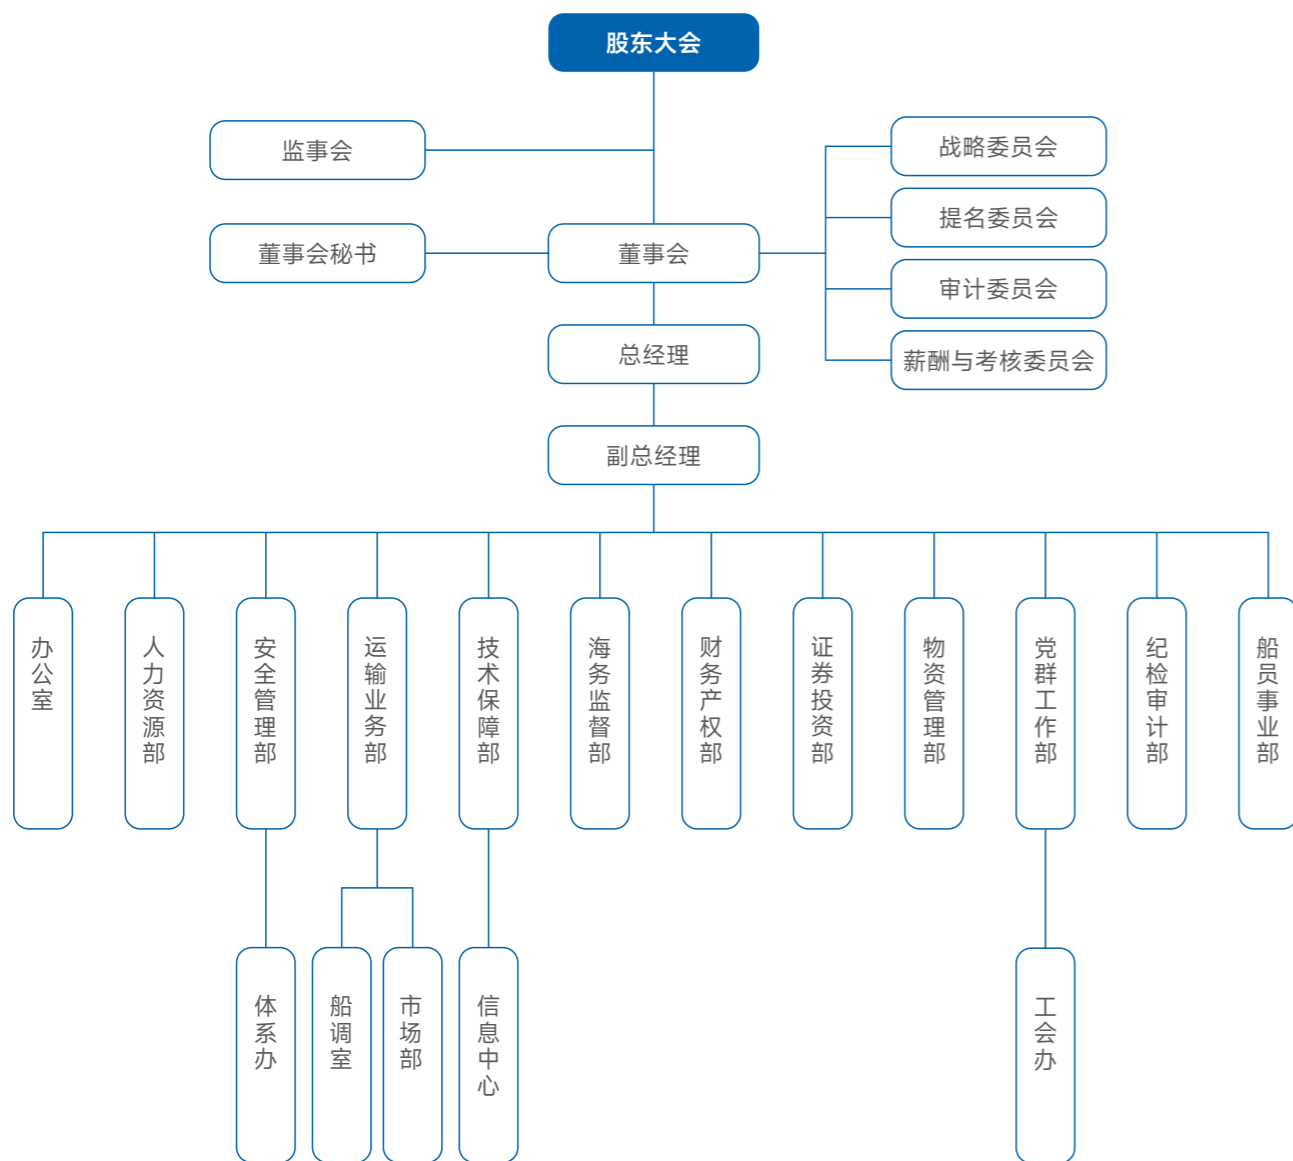 股东大会
监事会
战略委员会
提名委员会
董事会秘书
董事会
审计委员会
总经理
薪酬与考核委员会
副总经理
办公室
人力资源部
安全管理部
运输业务部
技术保障部
海务监督部
财务产权部
证券投资部
物资管理部
党群工作部
纪检审计部
船员事业部
体系办
船调室
市场部
信息中心
工会办